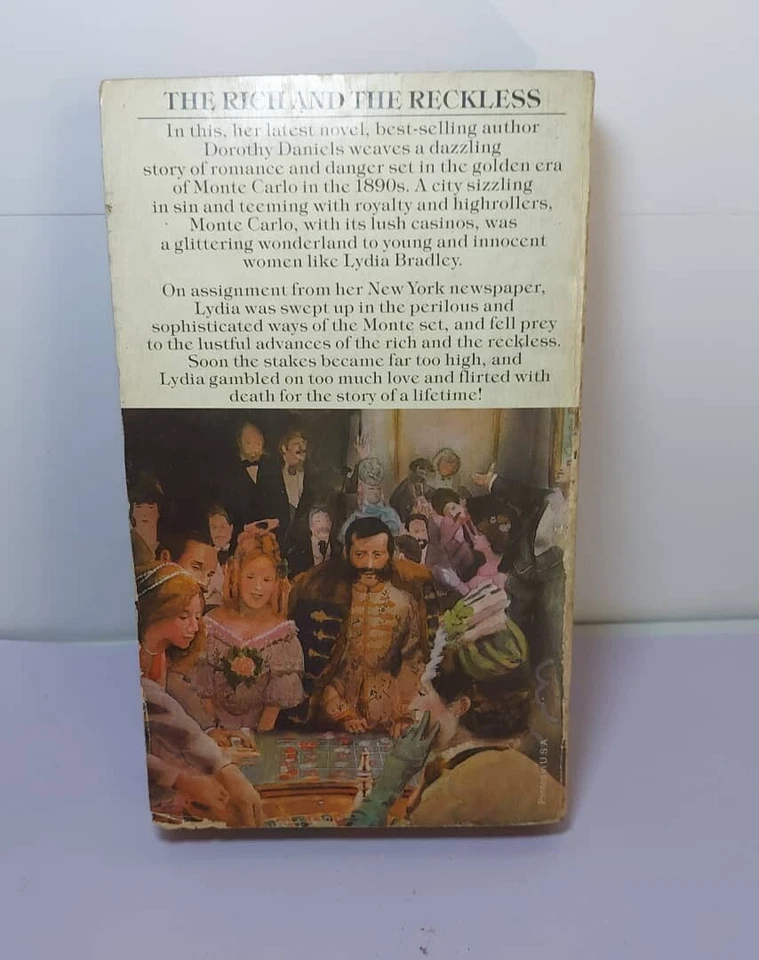 THE RICH AND THE RECKLESS
In this, her latest novel, best-selling author
Dorothy Daniels weaves a dazzling
story of romance and danger set in the golden era
of Monte Carlo in the 1890s. A city sizzling
in sin and teeming with royalty and highrollers,
Monte Carlo, with its lush casinos, was
a glittering wonderland to young and innocent
women like Lydia Bradley.
On assignment from her New York newspaper,
Lydia was swept up in the perilous and
sophisticated ways of the Monte set, and fell prey
to the lustful advances of the rich and the reckless.
Soon the stakes became far too high, and
Lydia gambled on too much love and flirted with
death for the story of a lifetime!
U.S.A.